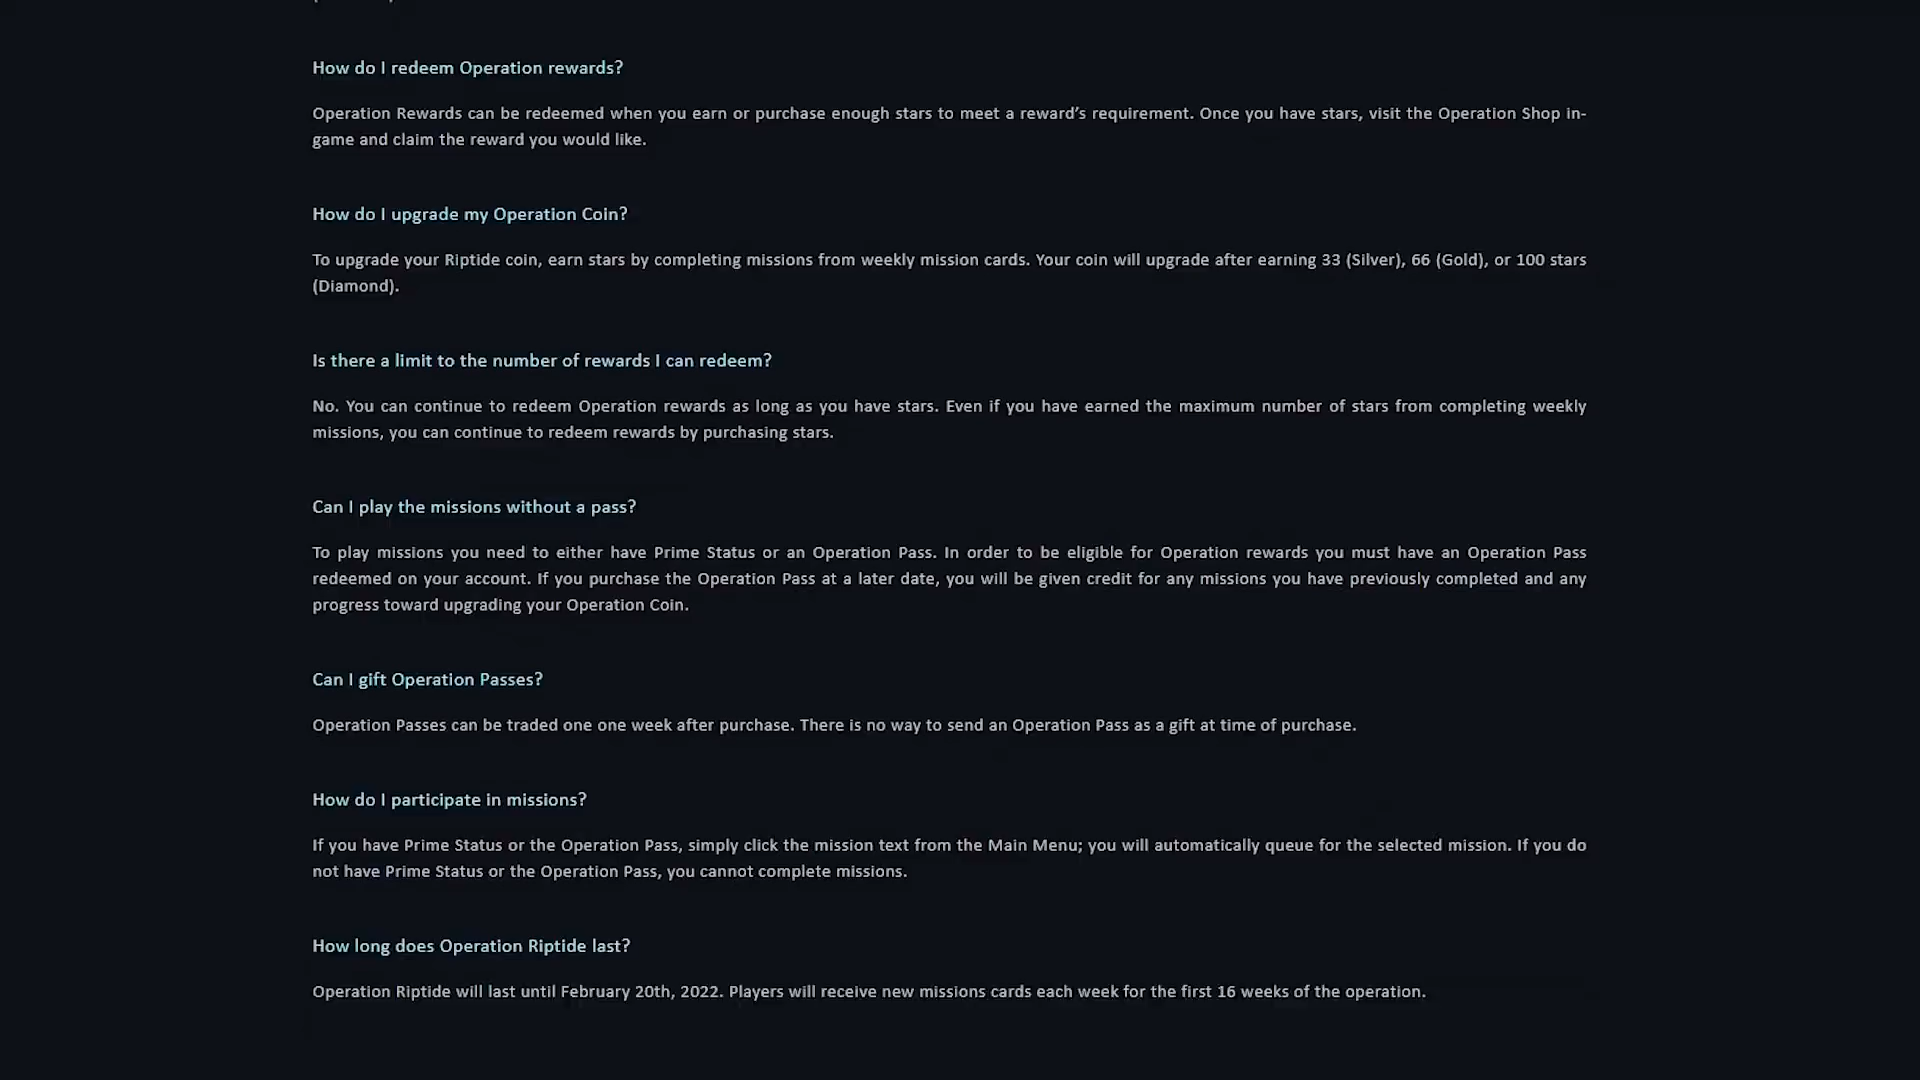 How do I redeem Operation rewards?
Operation Rewards can be redeemed when you earn or purchase enough stars to meet a reward’s requirement. Once you have stars, visit the Operation Shop in-
game and claim the reward you would like.
How do I upgrade my Operation Coin?
To upgrade your Riptide coin, earn stars by completing missions from weekly mission cards. Your coin will upgrade after earning 33 (Silver), 66 (Gold), or 100 stars
(Diamond).
Is there a limit to the number of rewards I can redeem?
No. You can continue to redeem Operation rewards as long as you have stars. Even if you have earned the maximum number of stars from completing weekly
missions, you can continue to redeem rewards by purchasing stars.
Can I play the missions without a pass?
To play missions you need to either have Prime Status or an Operation Pass. In order to be eligible for Operation rewards you must have an Operation Pass
redeemed on your account. If you purchase the Operation Pass at a later date, you will be given credit for any missions you have previously completed and any
progress toward upgrading your Operation Coin.
Can I gift Operation Passes?
Operation Passes can be traded one one week after purchase. There is no way to send an Operation Pass as a gift at time of purchase.
How do I participate in missions?
If you have Prime Status or the Operation Pass, simply click the mission text from the Main Menu; you will automatically queue for the selected mission. If you do
not have Prime Status or the Operation Pass, you cannot complete missions.
How long does Operation Riptide last?
Operation Riptide will last until February 20th, 2022. Players will receive new missions cards each week for the first 16 weeks of the operation.